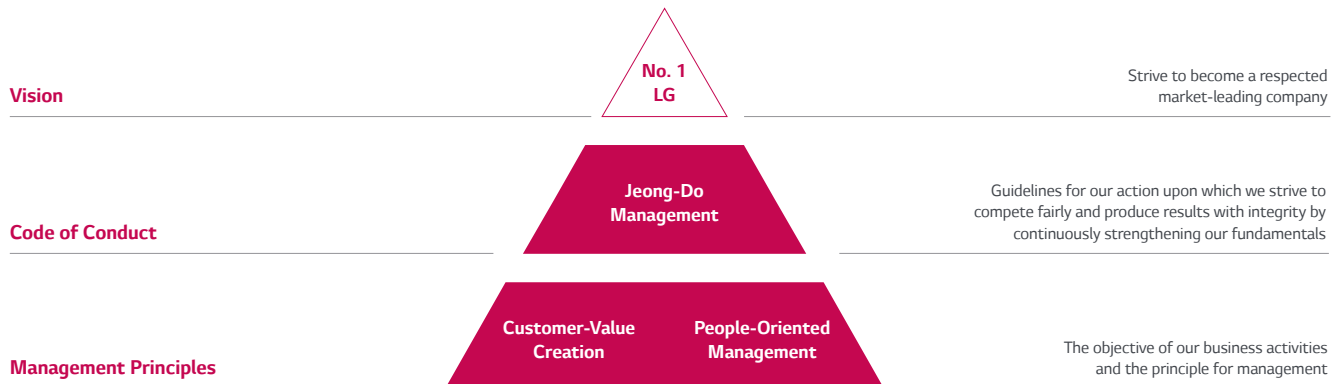 No. 1
LG
Vision
Strive to become a respected
market-leading company
Jeong-Do
Management
Code of Conduct
Guidelines for our action upon which we strive to
compete fairly and produce results with integrity by
continuously strengthening our fundamentals
Customer-Value
Creation
People-Oriented
Management
Management Principles
The objective of our business activities
and the principle for management